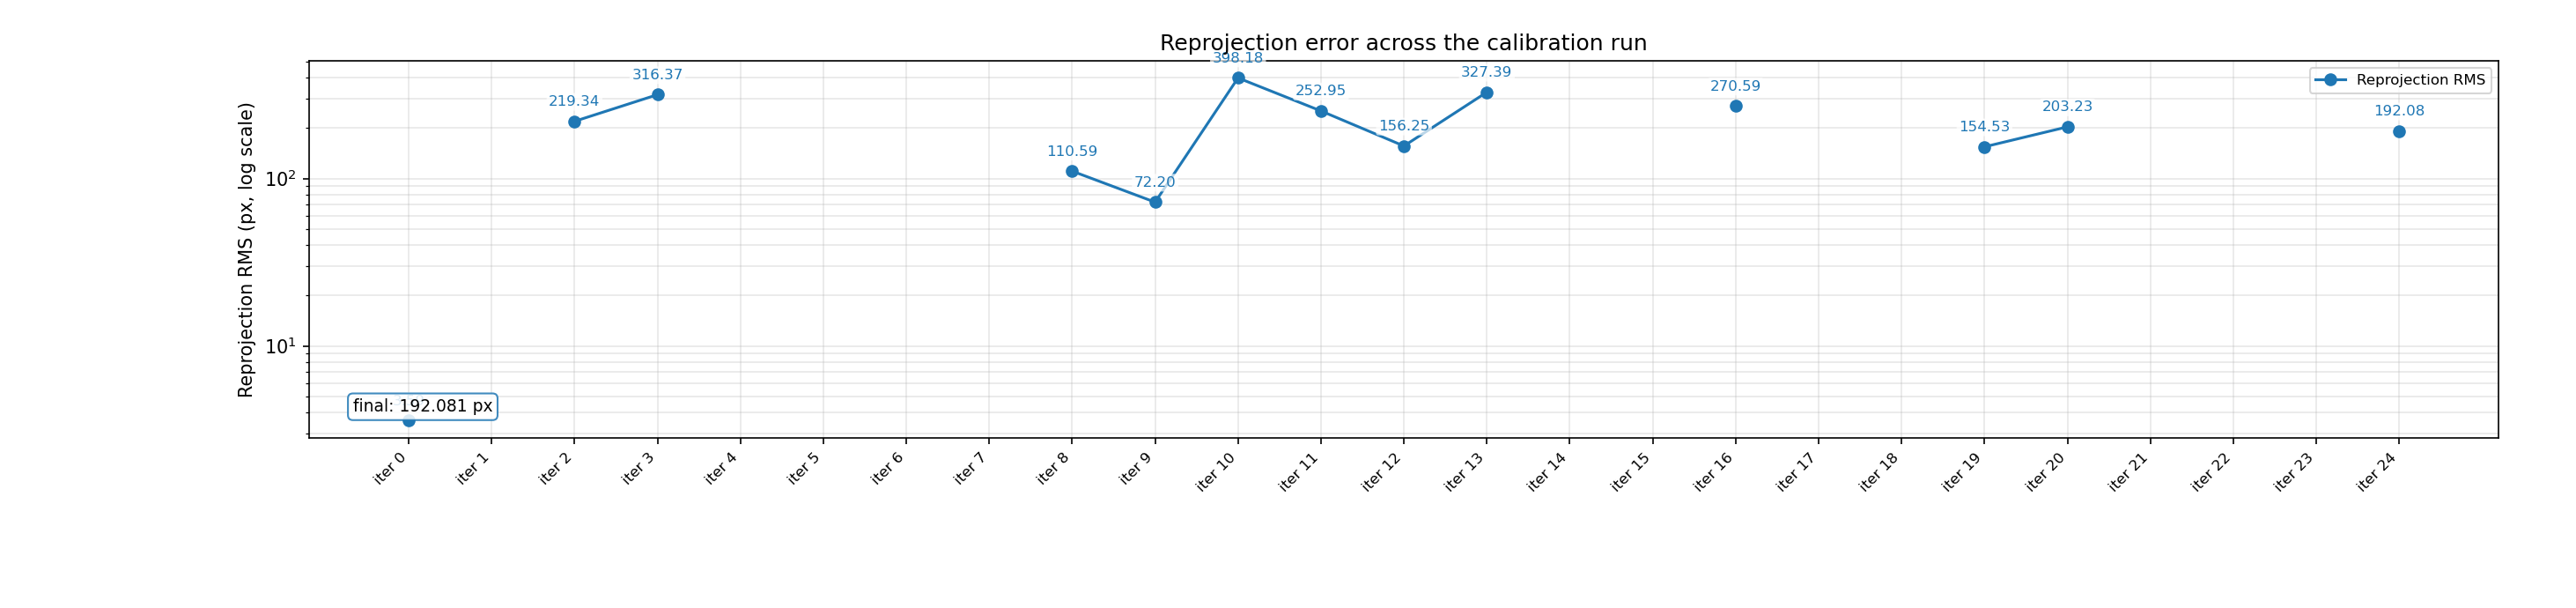 Reprojection error across the calibration run
Reprojection RMS (px, log scale)
10²
10¹
219.34
316.37
110.59
72.20
398.18
252.95
156.25
327.39
270.59
154.53
203.23
192.08
Reprojection RMS
final: 192.081 px
iter 0
iter 1
iter 2
iter 3
iter 4
iter 5
iter 6
iter 7
iter 8
iter 9
iter 10
iter 11
iter 12
iter 13
iter 14
iter 15
iter 16
iter 17
iter 18
iter 19
iter 20
iter 21
iter 22
iter 23
iter 24